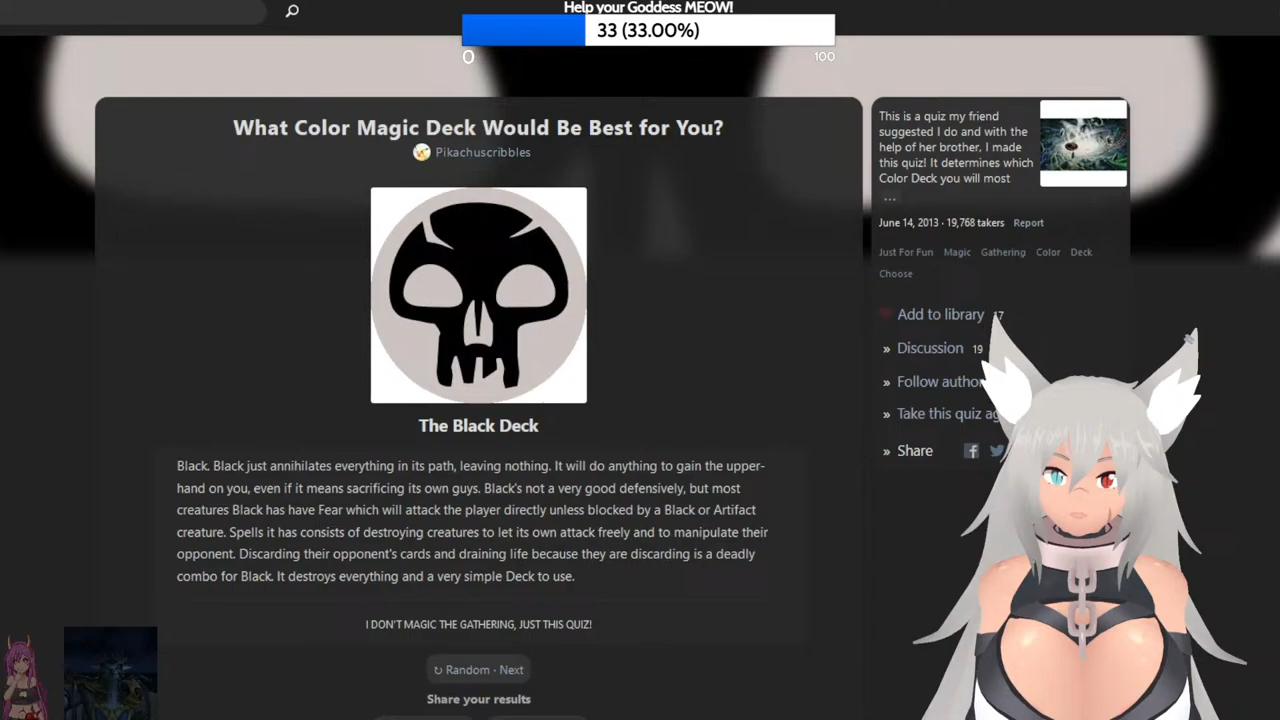 Help your Goddess MEOW!
33 (33.00%)
0
100
What Color Magic Deck Would Be Best for You?
Pikachuscribbles
The Black Deck
Black. Black just annihilates everything in its path, leaving nothing. It will do anything to gain the upper-
hand on you, even if it means sacrificing its own guys. Black's not a very good defensively, but most
creatures Black has have Fear which will attack the player directly unless blocked by a Black or Artifact
creature. Spells it has consists of destroying creatures to let its own attack freely and to manipulate their
opponent. Discarding their opponent's cards and draining life because they are discarding is a deadly
combo for Black. It destroys everything and a very simple Deck to use.
I DON'T MAGIC THE GATHERING, JUST THIS QUIZ!
↻ Random · Next
Share your results
This is a quiz my friend
suggested I do and with the
help of her brother, I made
this quiz! It determines which
Color Deck you will most
...
June 14, 2013 · 19,768 takers Report
Just For Fun Magic Gathering Color Deck
Choose
Add to library 17
» Discussion 19
» Follow author
» Take this quiz ag
» Share